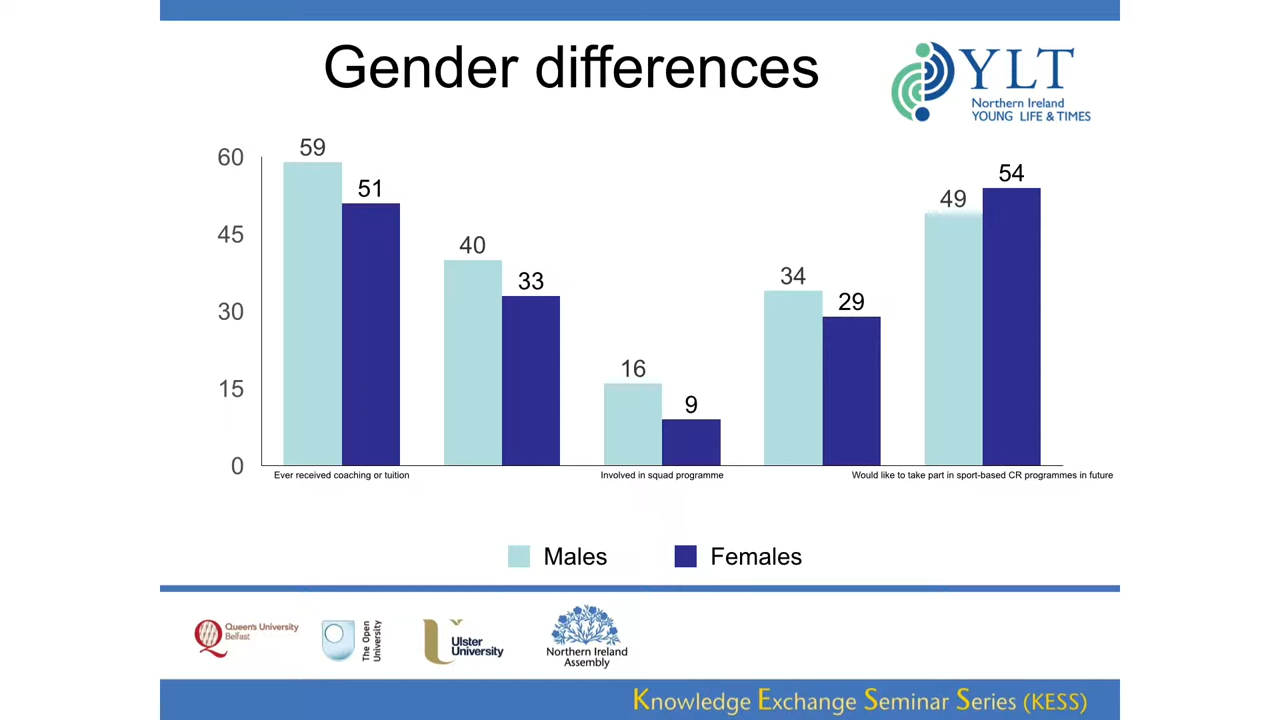 Gender differences
YLT
Northern Ireland
YOUNG LIFE & TIMES
60
45
30
15
0
59
51
40
33
16
9
34
29
49
54
Ever received coaching or tuition
Involved in squad programme
Would like to take part in sport-based CR programmes in future
Males
Females
Queen's University
Belfast
The Open
University
Ulster
University
Northern Ireland
Assembly
Knowledge Exchange Seminar Series (KESS)